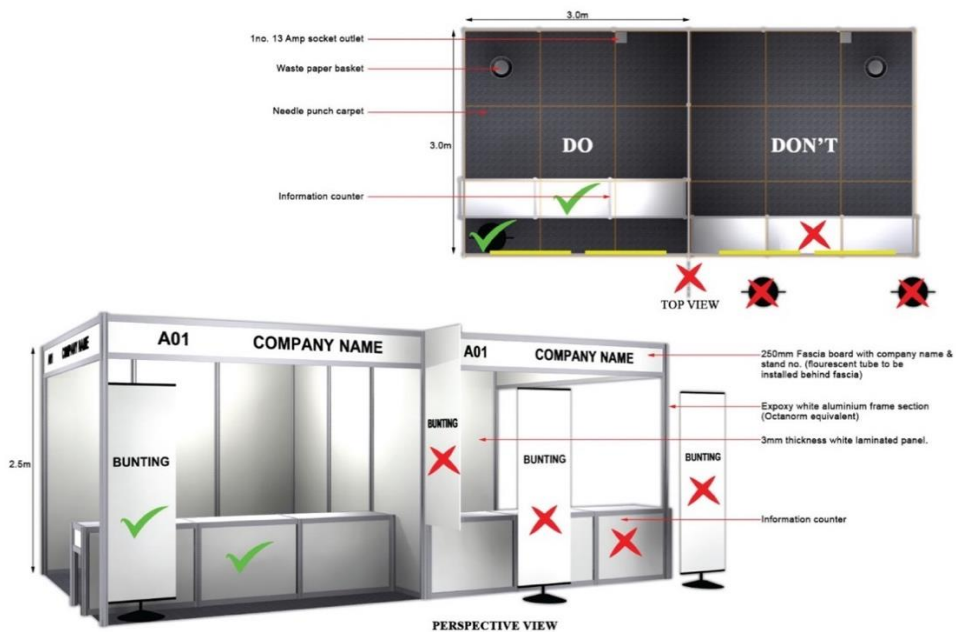 3.0m
1no. 13 Amp socket outlet
Waste paper basket
Needle punch carpet
3.0m
DO
DON'T
Information counter
TOP VIEW
A01
COMPANY NAME
A01
COMPANY NAME
A01
COMPANY NAME
250mm Fascia board with company name &
stand no. (flourescent tube to be
installed behind fascia)
Expoxy white aluminium frame section
(Octanorm equivalent)
BUNTING
3mm thickness white laminated panel.
2.5m
BUNTING
BUNTING
BUNTING
Information counter
PERSPECTIVE VIEW